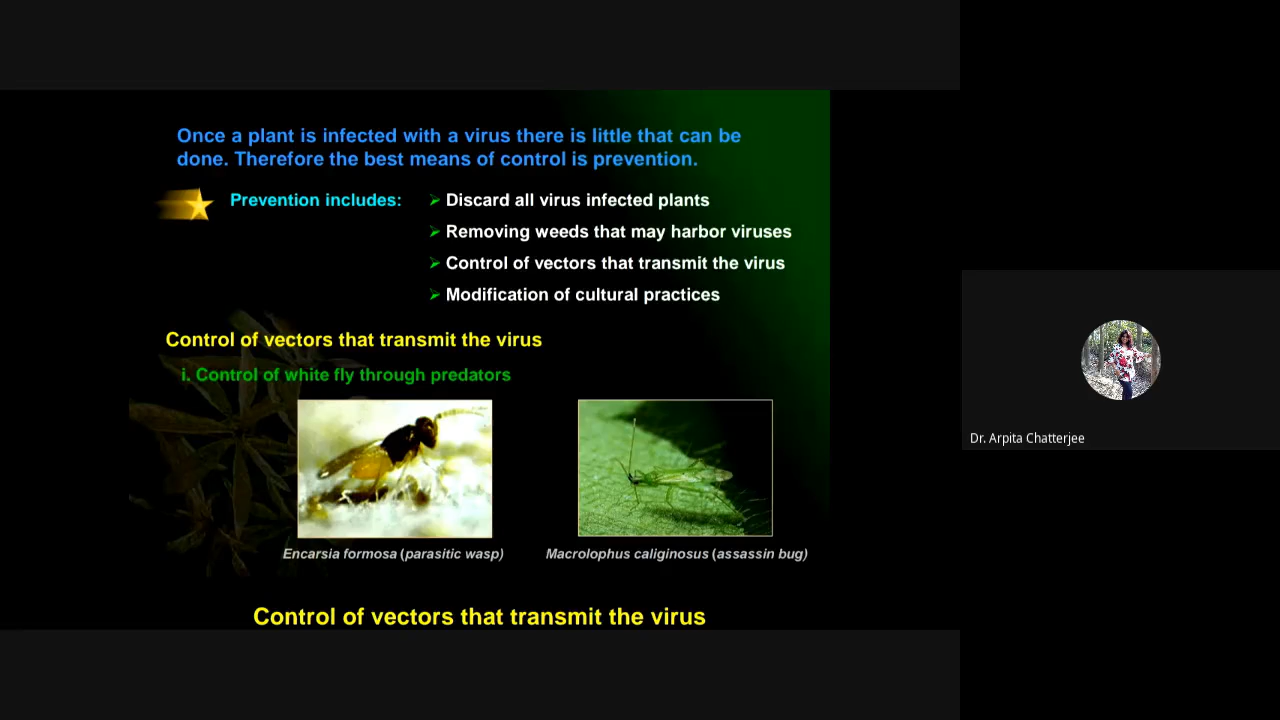 Once a plant is infected with a virus there is little that can be
done. Therefore the best means of control is prevention.
Prevention includes:
➢ Discard all virus infected plants
➢ Removing weeds that may harbor viruses
➢ Control of vectors that transmit the virus
➢ Modification of cultural practices
Control of vectors that transmit the virus
i. Control of white fly through predators
Encarsia formosa (parasitic wasp)
Macrolophus caliginosus (assassin bug)
Control of vectors that transmit the virus
Dr. Arpita Chatterjee